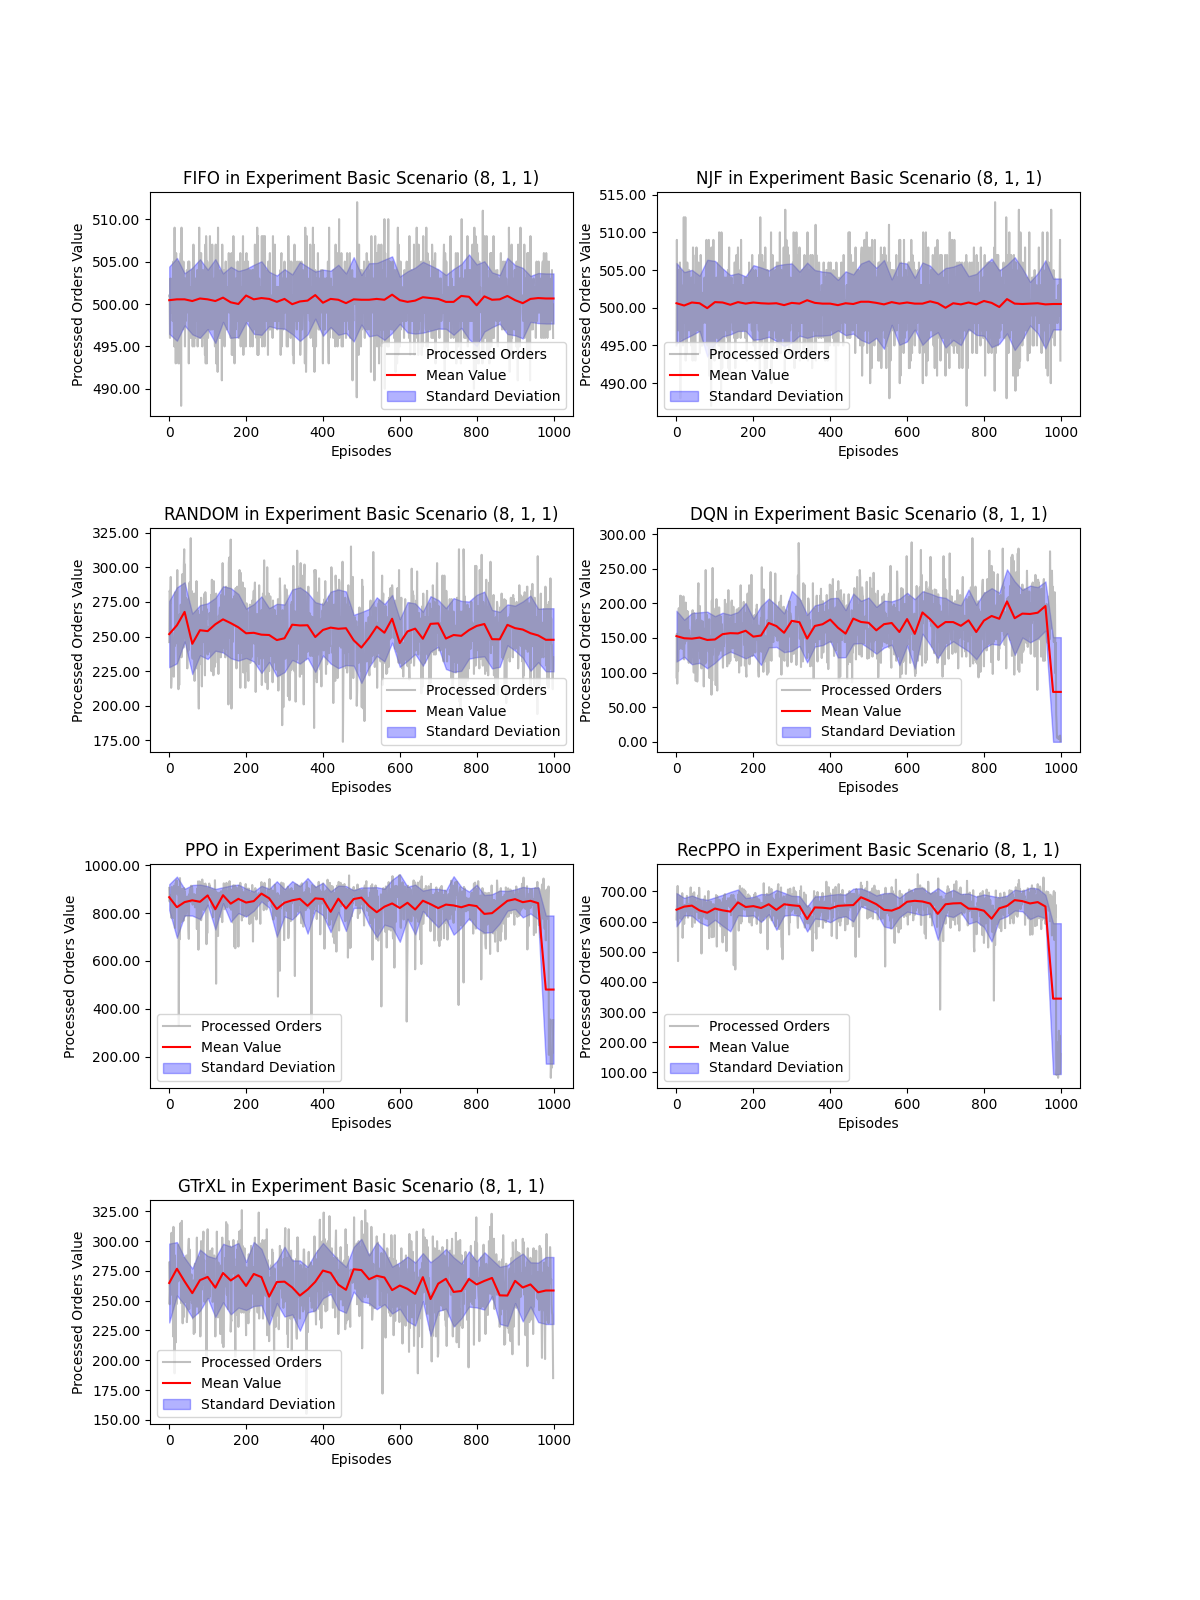 FIFO in Experiment Basic Scenario (8, 1, 1)
Processed Orders Value
510.00
505.00
500.00
495.00
490.00
Processed Orders
Mean Value
Standard Deviation
0 200 400 600 800 1000
Episodes
NJF in Experiment Basic Scenario (8, 1, 1)
Processed Orders Value
515.00
510.00
505.00
500.00
495.00
490.00
Processed Orders
Mean Value
Standard Deviation
0 200 400 600 800 1000
Episodes
RANDOM in Experiment Basic Scenario (8, 1, 1)
Processed Orders Value
325.00
300.00
275.00
250.00
225.00
200.00
175.00
Processed Orders
Mean Value
Standard Deviation
0 200 400 600 800 1000
Episodes
DQN in Experiment Basic Scenario (8, 1, 1)
Processed Orders Value
300.00
250.00
200.00
150.00
100.00
50.00
0.00
Processed Orders
Mean Value
Standard Deviation
0 200 400 600 800 1000
Episodes
PPO in Experiment Basic Scenario (8, 1, 1)
Processed Orders Value
1000.00
800.00
600.00
400.00
200.00
Processed Orders
Mean Value
Standard Deviation
0 200 400 600 800 1000
Episodes
RecPPO in Experiment Basic Scenario (8, 1, 1)
Processed Orders Value
700.00
600.00
500.00
400.00
300.00
200.00
100.00
Processed Orders
Mean Value
Standard Deviation
0 200 400 600 800 1000
Episodes
GTrXL in Experiment Basic Scenario (8, 1, 1)
Processed Orders Value
325.00
300.00
275.00
250.00
225.00
200.00
175.00
150.00
Processed Orders
Mean Value
Standard Deviation
0 200 400 600 800 1000
Episodes